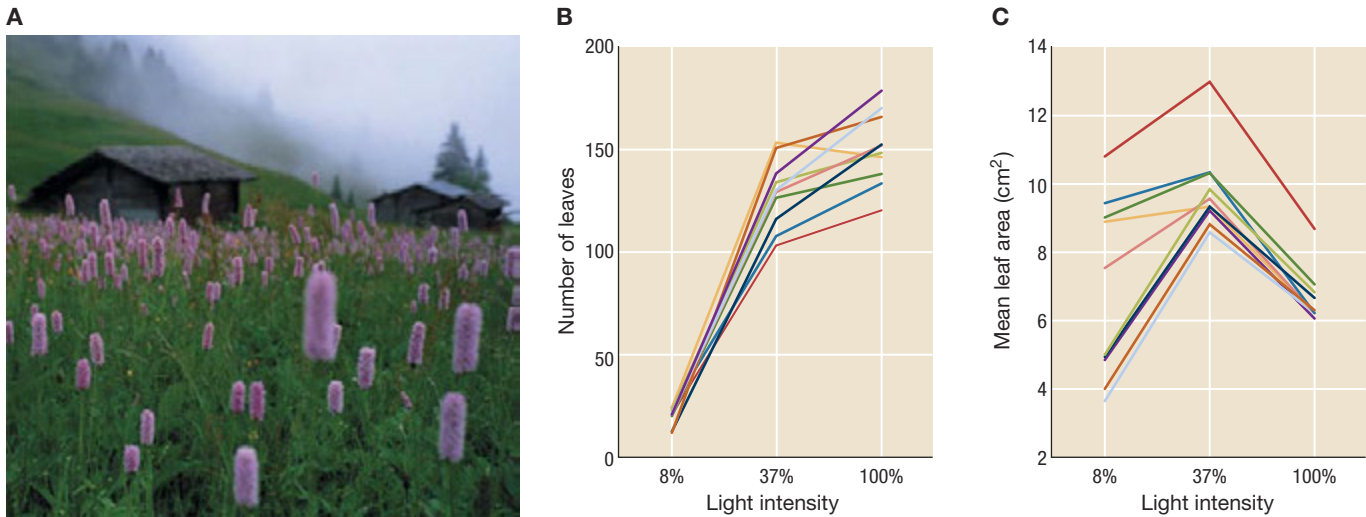 A
B
200
150
100
50
0
Number of leaves
8%
37%
100%
Light intensity
C
14
12
10
8
6
4
2
Mean leaf area (cm²)
8%
37%
100%
Light intensity